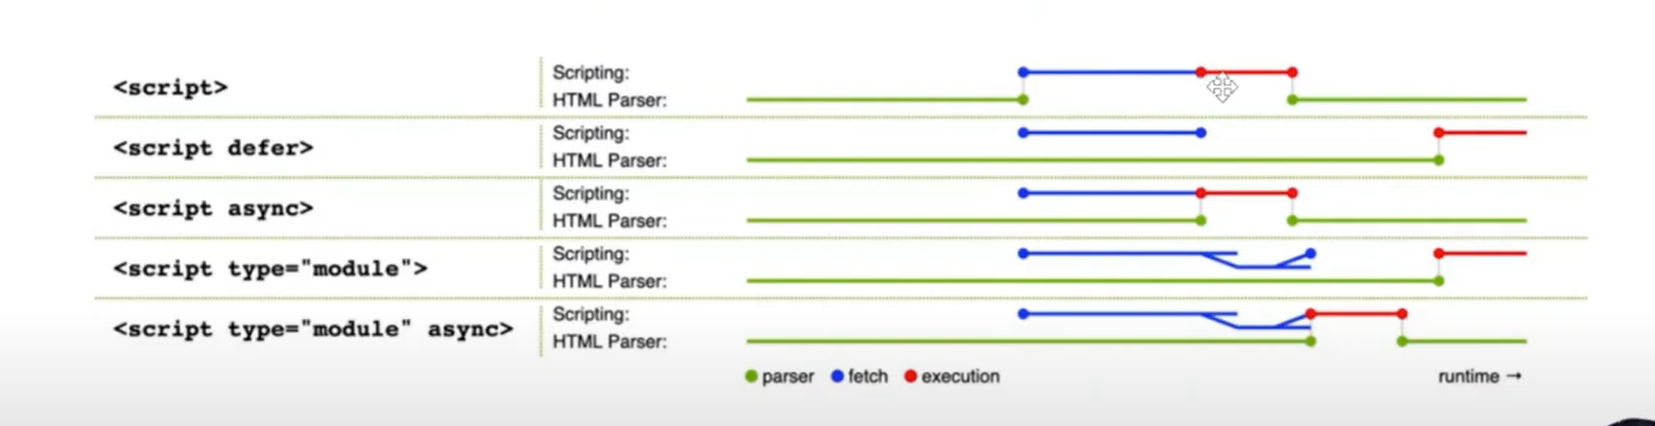 <script>
Scripting:
HTML Parser:
<script defer>
Scripting:
HTML Parser:
<script async>
Scripting:
HTML Parser:
<script type="module">
Scripting:
HTML Parser:
<script type="module" async>
Scripting:
HTML Parser:
parser fetch execution runtime →